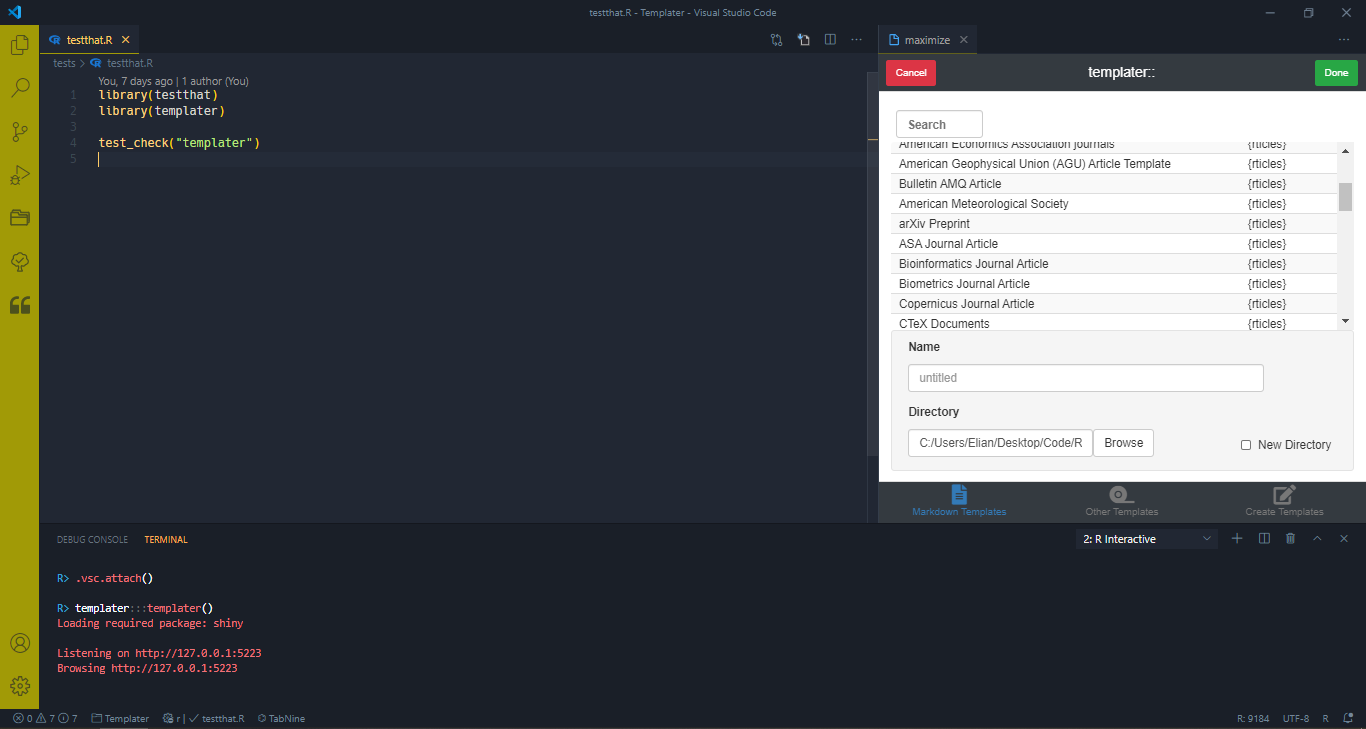 testthat.R - Templater - Visual Studio Code
testthat.R
tests > testthat.R
You, 7 days ago | 1 author (You)
1 library(testthat)
2 library(templater)
3
4 test_check("templater")
5
maximize
Cancel
templater::
Done
Search
American Economics Association journals {rticles}
American Geophysical Union (AGU) Article Template {rticles}
Bulletin AMQ Article {rticles}
American Meteorological Society {rticles}
arXiv Preprint {rticles}
ASA Journal Article {rticles}
Bioinformatics Journal Article {rticles}
Biometrics Journal Article {rticles}
Copernicus Journal Article {rticles}
CTeX Documents {rticles}
Name
untitled
Directory
C:/Users/Elian/Desktop/Code/R Browse New Directory
Markdown Templates Other Templates Create Templates
DEBUG CONSOLE TERMINAL 2: R Interactive
R> .vsc.attach()
R> templater:::templater()
Loading required package: shiny
Listening on http://127.0.0.1:5223
Browsing http://127.0.0.1:5223
0 7 7 Templater r | testthat.R TabNine R: 9184 UTF-8 R